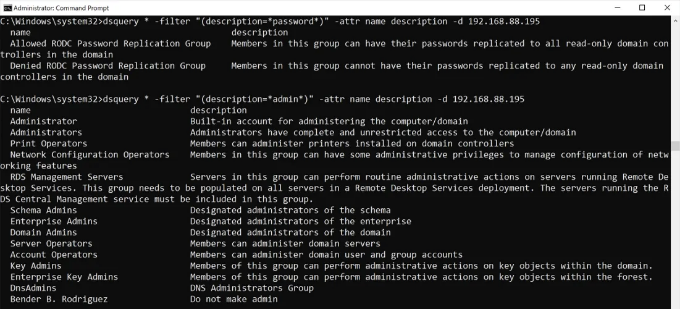 Administrator: Command Prompt
C:\Windows\system32>dsquery * -filter "(description=*password*)" -attr name description -d 192.168.88.195
name description
Allowed RODC Password Replication Group Members in this group can have their passwords replicated to all read-only domain con
trollers in the domain
Denied RODC Password Replication Group Members in this group cannot have their passwords replicated to any read-only domain
controllers in the domain
C:\Windows\system32>dsquery * -filter "(description=*admin*)" -attr name description -d 192.168.88.195
name description
Administrator Built-in account for administering the computer/domain
Administrators Administrators have complete and unrestricted access to the computer/domain
Print Operators Members can administer printers installed on domain controllers
Network Configuration Operators Members in this group can have some administrative privileges to manage configuration of netw
orking features
RDS Management Servers Servers in this group can perform routine administrative actions on servers running Remote De
sktop Services. This group needs to be populated on all servers in a Remote Desktop Services deployment. The servers running the R
DS Central Management service must be included in this group.
Schema Admins Designated administrators of the schema
Enterprise Admins Designated administrators of the enterprise
Domain Admins Designated administrators of the domain
Server Operators Members can administer domain servers
Account Operators Members can administer domain user and group accounts
Key Admins Members of this group can perform administrative actions on key objects within the domain.
Enterprise Key Admins Members of this group can perform administrative actions on key objects within the forest.
DnsAdmins DNS Administrators Group
Bender B. Rodriguez Do not make admin